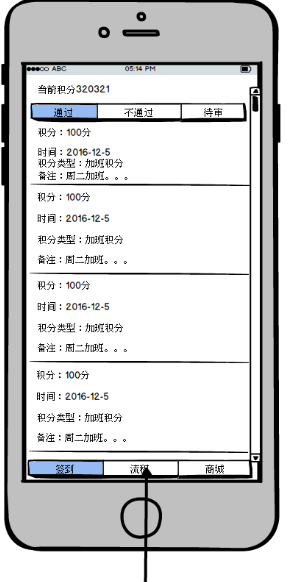 ABC 05:14 PM
当前积分320321
通过 不通过 待审
积分：100分
时间：2016-12-5
积分类型：加班积分
备注：周二加班。。。
积分：100分
时间：2016-12-5
积分类型：加班积分
备注：周二加班。。。
积分：100分
时间：2016-12-5
积分类型：加班积分
备注：周二加班。。。
积分：100分
时间：2016-12-5
积分类型：加班积分
备注：周二加班。。。
签到 流程 商城